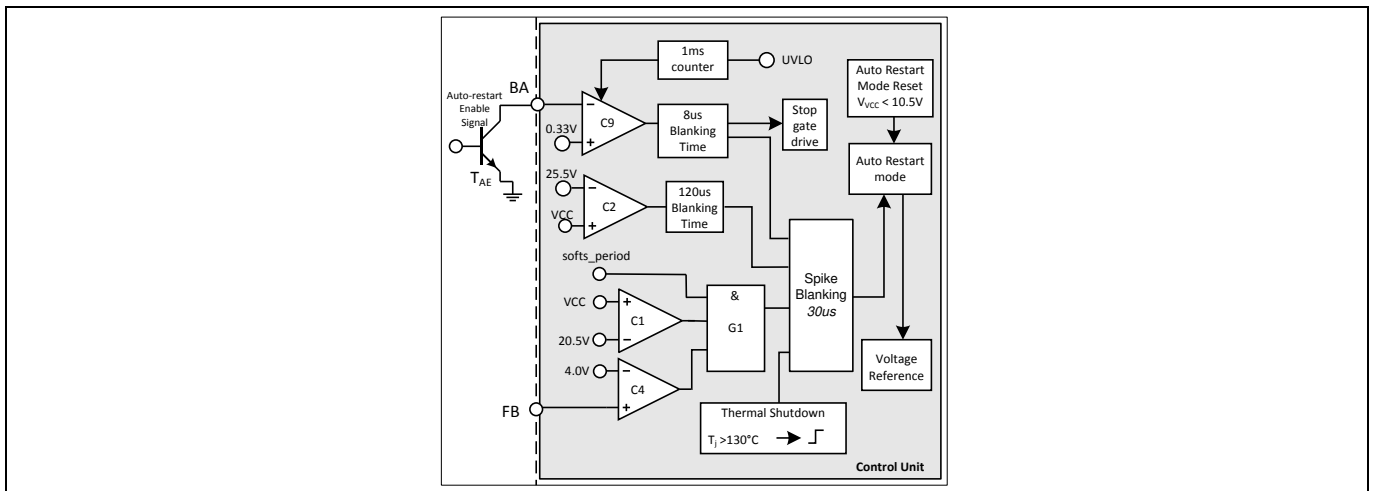 1ms
counter
UVLO
Auto Restart
Mode Reset
VVCC < 10.5V
BA
Auto-restart
Enable
Signal
TAE
0.33V
−
C9
+
8us
Blanking
Time
Stop
gate
drive
Auto Restart
mode
25.5V
−
C2
VCC
+
120us
Blanking
Time
softs_period
VCC
+
C1
20.5V
−
&
G1
Spike
Blanking
30us
4.0V
−
C4
FB
+
Voltage
Reference
Thermal Shutdown
Tj >130°C
Control Unit